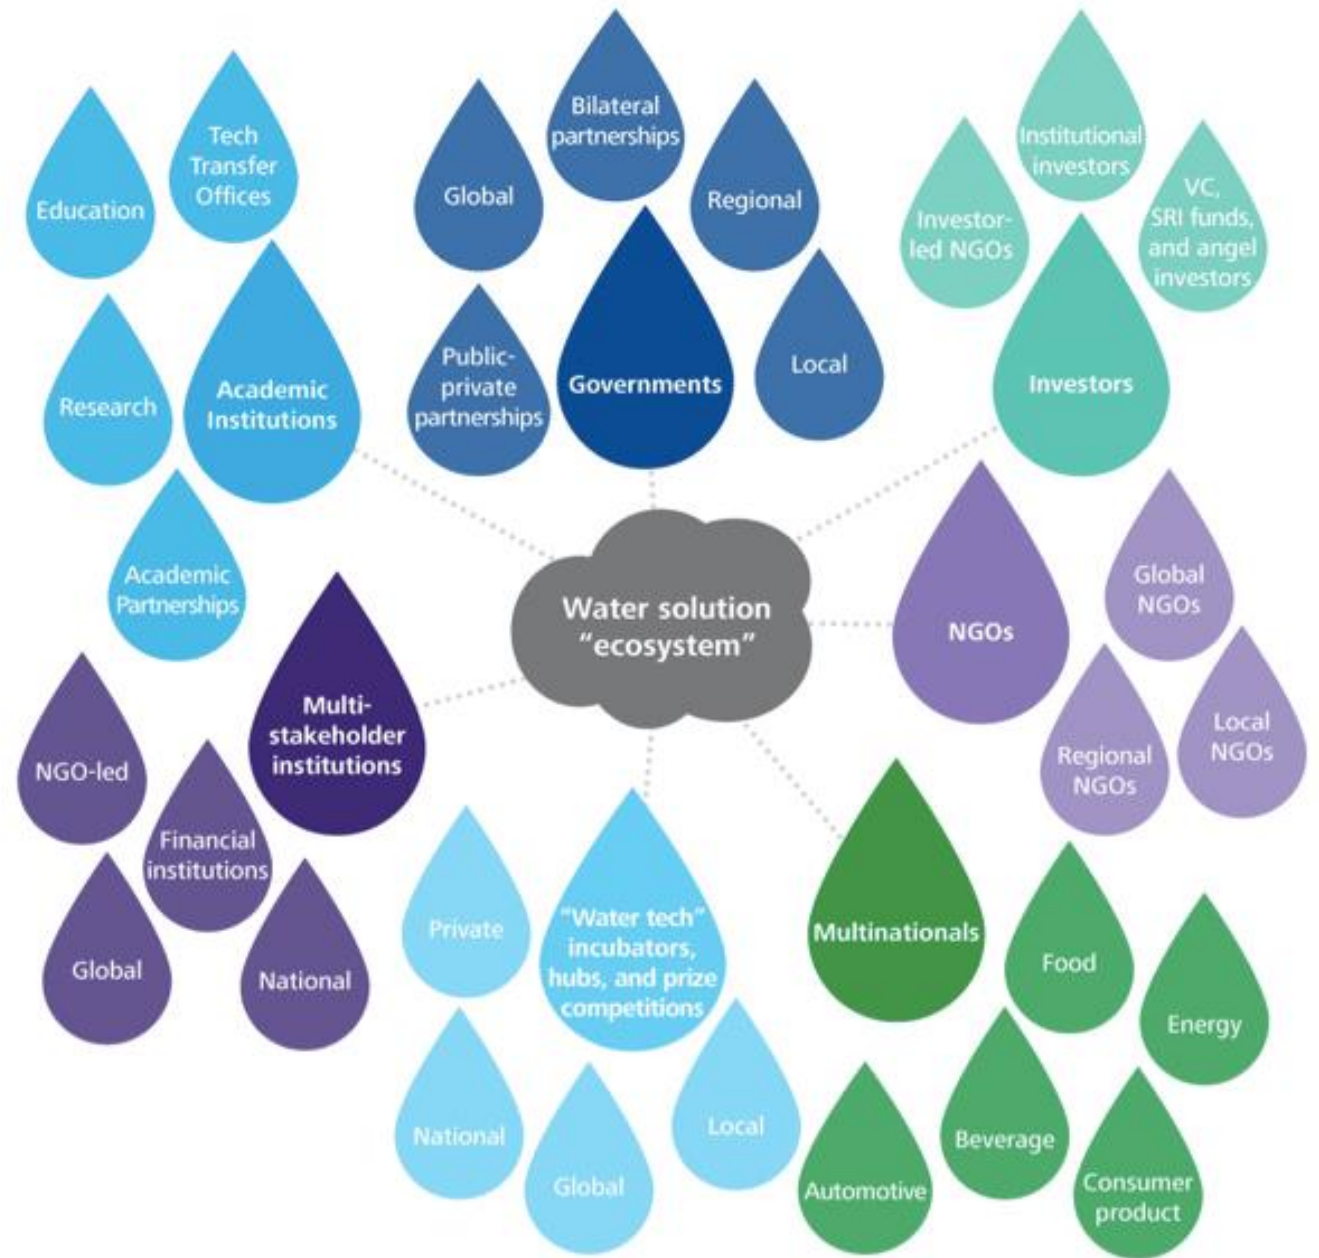 Education
Tech
Transfer
Offices
Research
Academic
Institutions
Academic
Partnerships
Global
Bilateral
partnerships
Regional
Public-
private
partnerships
Governments
Local
Investor-
led NGOs
Institutional
investors
VC,
SRI funds,
and angel
investors
Investors
Water solution
“ecosystem”
NGOs
Global
NGOs
Regional
NGOs
Local
NGOs
Multi-
stakeholder
institutions
NGO-led
Financial
institutions
Global
National
Private
“Water tech”
incubators,
hubs, and prize
competitions
National
Global
Local
Multinationals
Food
Energy
Automotive
Beverage
Consumer
product